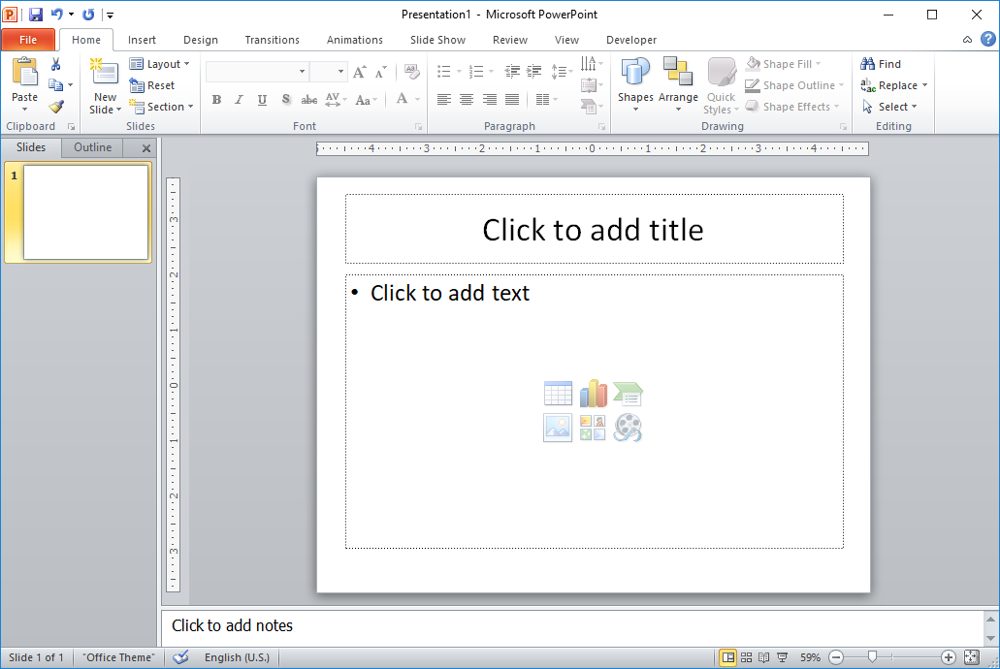 Presentation1 - Microsoft PowerPoint
File Home Insert Design Transitions Animations Slide Show Review View Developer
Paste
Clipboard
New Slide
Layout
Reset
Section
Slides
B I U S abc AV Aa A
Font
Paragraph
Shapes
Arrange
Quick Styles
Shape Fill
Shape Outline
Shape Effects
Drawing
Find
Replace
Select
Editing
Slides Outline
4 3 2 1 0 1 2 3 4
1
3
2
1
0
1
2
3
Click to add title
• Click to add text
Click to add notes
Slide 1 of 1 "Office Theme" English (U.S.) 59%